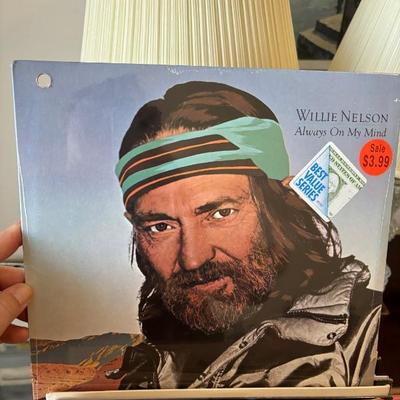 WILLIE NELSON
Always On My Mind
Sale
$3.99
BEST
VALUE
SERIES